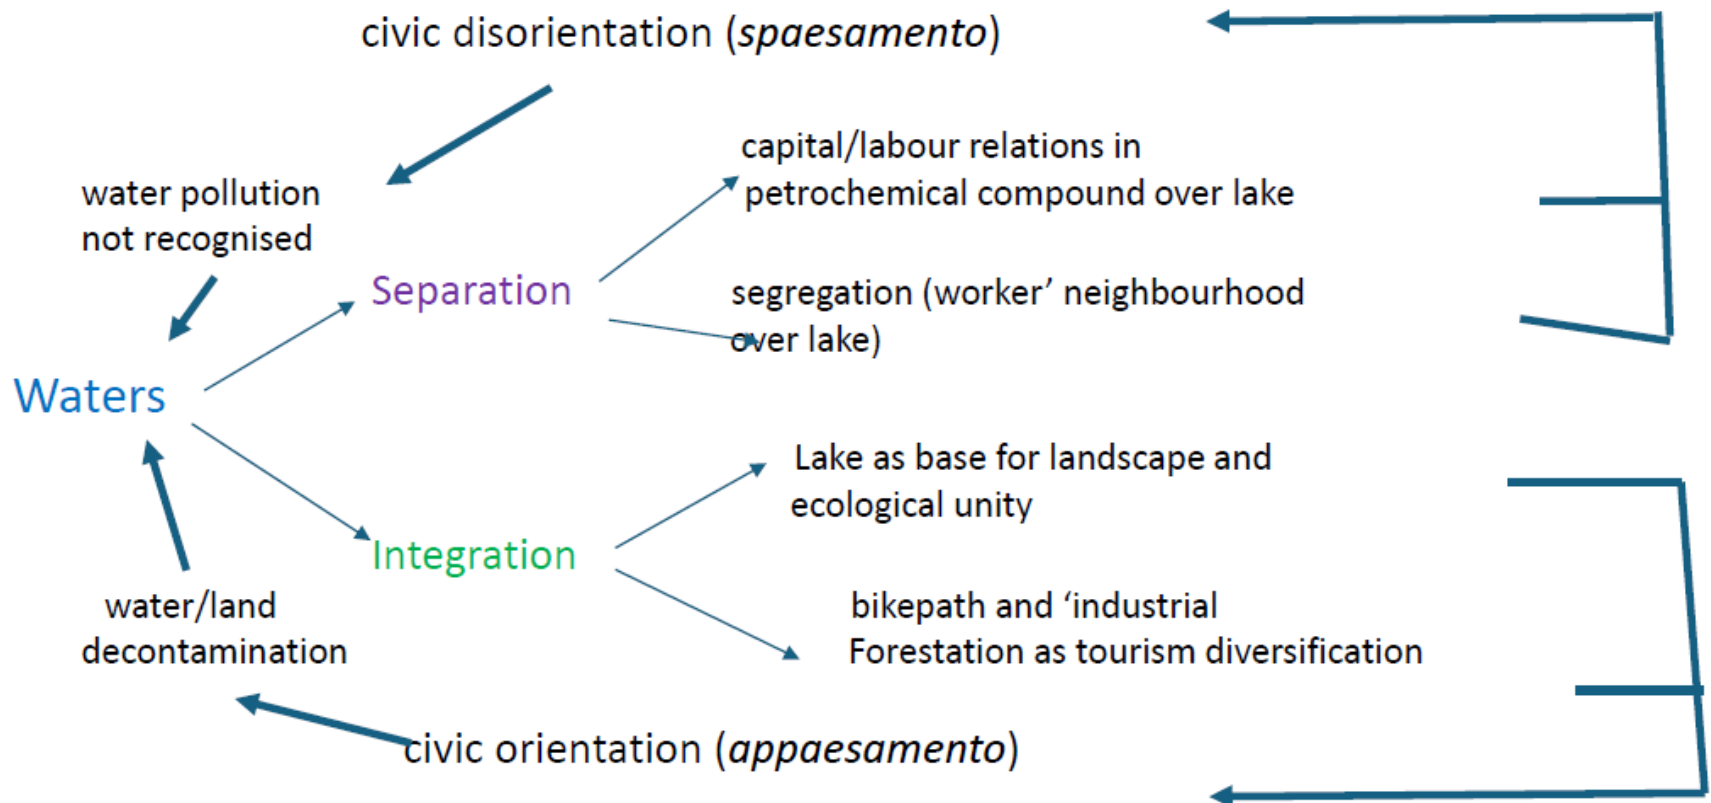 civic disorientation (spaesamento)
capital/labour relations in
petrochemical compound over lake
water pollution
not recognised
Separation
segregation (worker’ neighbourhood
over lake)
Waters
Lake as base for landscape and
ecological unity
Integration
water/land
decontamination
bikepath and ‘industrial
Forestation as tourism diversification
civic orientation (appaesamento)